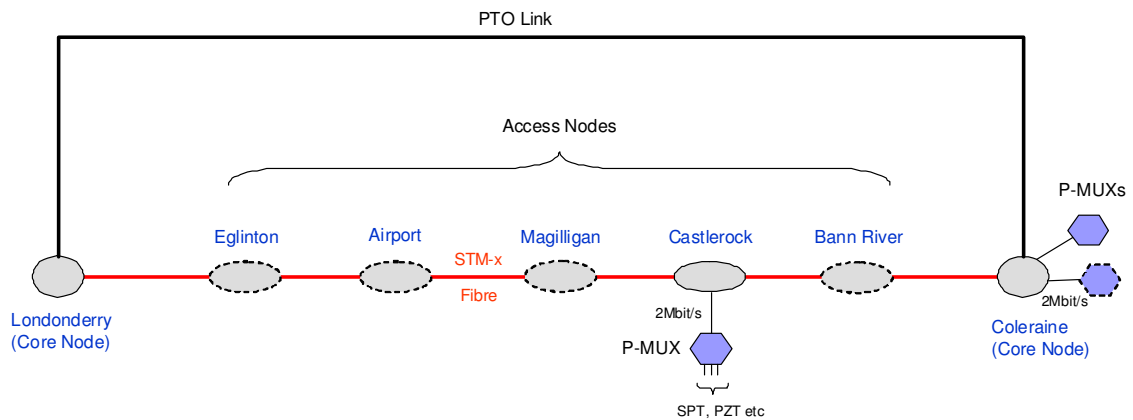 PTO Link
Access Nodes
P-MUXs
Eglinton
Airport
Magilligan
Castlerock
Bann River
STM-x
Fibre
Londonderry
(Core Node)
2Mbit/s
2Mbit/s
Coleraine
(Core Node)
P-MUX
SPT, PZT etc